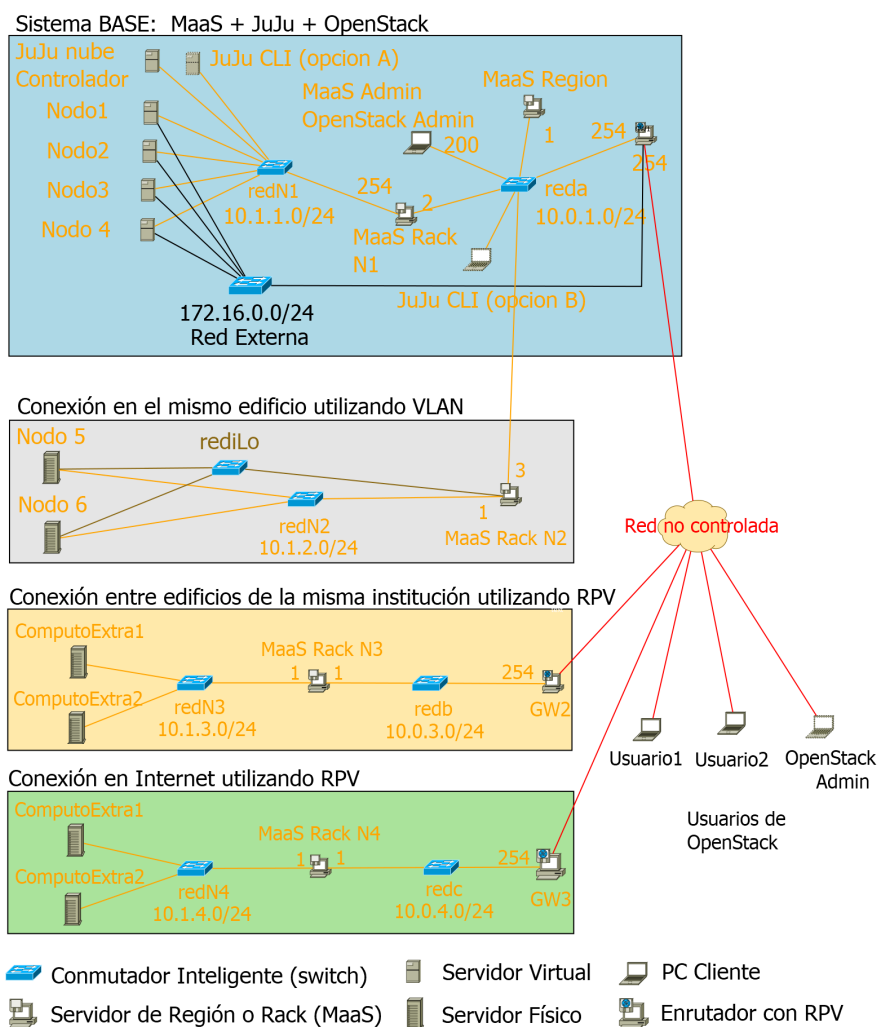 Sistema BASE:  MaaS + JuJu + OpenStack
JuJu nube
Controlador
JuJu CLI (opcion A)
MaaS Admin
OpenStack Admin
200
MaaS Region
1
254
254
Nodo1
Nodo2
Nodo3
Nodo 4
redN1
10.1.1.0/24
254
2
MaaS Rack
N1
reda
10.0.1.0/24
JuJu CLI (opcion B)
172.16.0.0/24
Red Externa
Conexión en el mismo edificio utilizando VLAN
Nodo 5
Nodo 6
rediLo
redN2
10.1.2.0/24
3
1
MaaS Rack N2
Red no controlada
Conexión entre edificios de la misma institución utilizando RPV
ComputoExtra1
ComputoExtra2
redN3
10.1.3.0/24
MaaS Rack N3
1
1
redb
10.0.3.0/24
254
GW2
Usuario1
Usuario2
OpenStack
Admin
Usuarios de
OpenStack
Conexión en Internet utilizando RPV
ComputoExtra1
ComputoExtra2
redN4
10.1.4.0/24
MaaS Rack N4
1
1
redc
10.0.4.0/24
254
GW3
Conmutador Inteligente (switch)
Servidor Virtual
PC Cliente
Servidor de Región o Rack (MaaS)
Servidor Físico
Enrutador con RPV